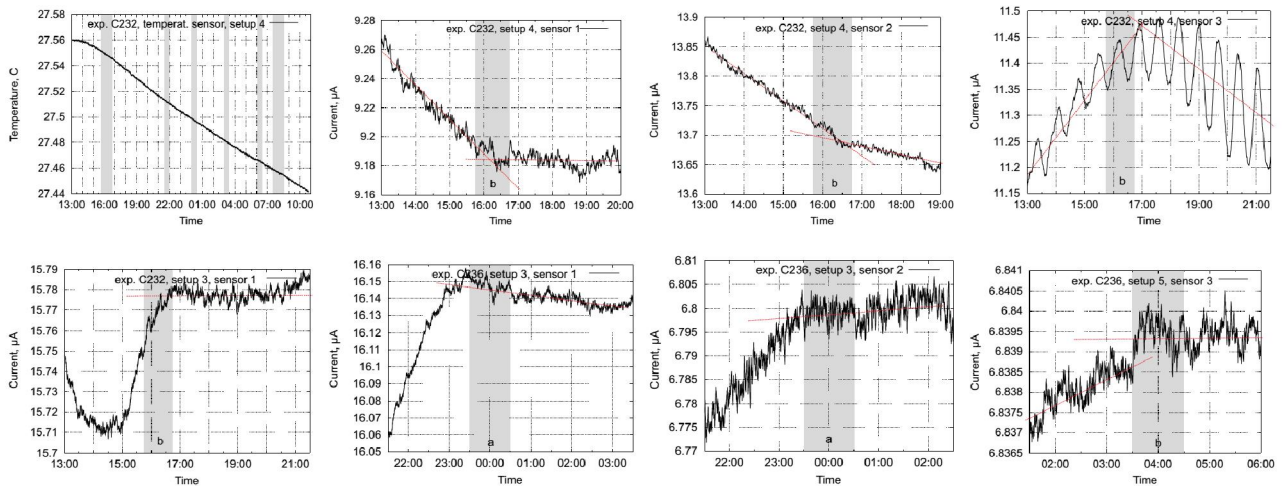 27.58
27.56
27.54
27.52
27.5
27.48
27.46
27.44
Temperature, C
exp. C232, temperat. sensor, setup 4
13:00 16:00 19:00 22:00 01:00 04:00 07:00 10:00
Time
9.28
9.26
9.24
9.22
9.2
9.18
9.16
Current, µA
exp. C232, setup 4, sensor 1
b
13:00 14:00 15:00 16:00 17:00 18:00 19:00 20:00
Time
13.9
13.85
13.8
13.75
13.7
13.65
13.6
Current, µA
exp. C232, setup 4, sensor 2
b
13:00 14:00 15:00 16:00 17:00 18:00 19:00
Time
11.5
11.45
11.4
11.35
11.3
11.25
11.2
11.15
Current, µA
exp. C232, setup 4, sensor 3
b
13:00 15:00 17:00 19:00 21:00
Time
15.79
15.78
15.77
15.76
15.75
15.74
15.73
15.72
15.71
15.7
Current, µA
exp. C232, setup 3, sensor 1
b
13:00 15:00 17:00 19:00 21:00
Time
16.16
16.15
16.14
16.13
16.12
16.11
16.1
16.09
16.08
16.07
16.06
16.05
Current, µA
exp. C236, setup 3, sensor 1
a
22:00 23:00 00:00 01:00 02:00 03:00
Time
6.81
6.805
6.8
6.795
6.79
6.785
6.78
6.775
6.77
Current, µA
exp. C236, setup 3, sensor 2
a
22:00 23:00 00:00 01:00 02:00
Time
6.841
6.8405
6.84
6.8395
6.839
6.8385
6.838
6.8375
6.837
6.8365
Current, µA
exp. C236, setup 5, sensor 3
b
02:00 03:00 04:00 05:00 06:00
Time